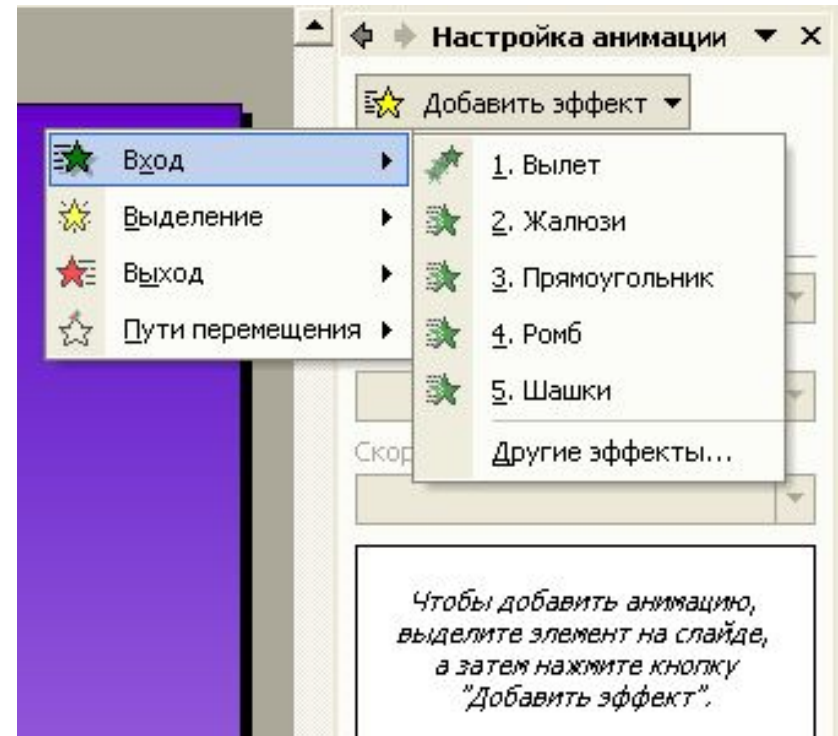 Настройка анимации
Добавить эффект
Вход
Выделение
Выход
Пути перемещения
1. Вылет
2. Жалюзи
3. Прямоугольник
4. Ромб
5. Шашки
Другие эффекты...
Скор
Чтобы добавить анимацию,
выделите элемент на слайде,
а затем нажмите кнопку
"Добавить эффект".